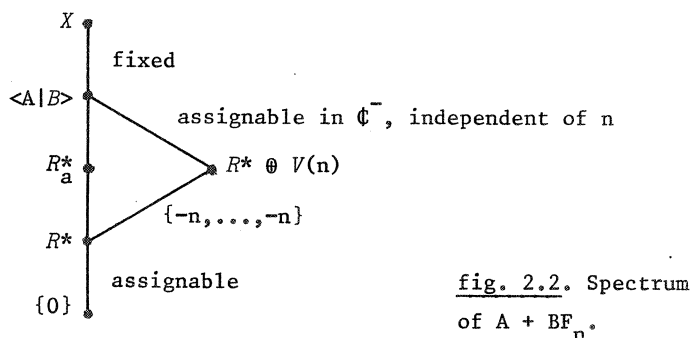 X
fixed
<A|B>
assignable in ₵⁻, independent of n
R*
a
R* ⊕ V(n)
{-n,...,-n}
R*
assignable
{0}
fig. 2.2. Spectrum
of A + BFₙ.